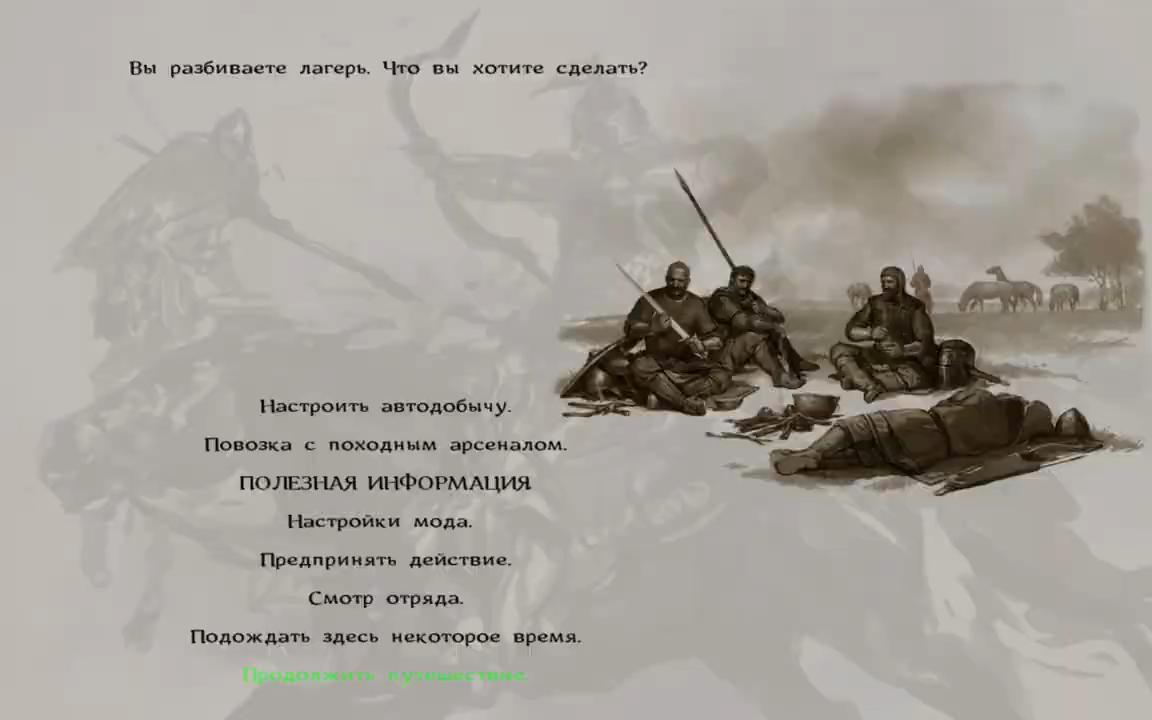 Вы разбиваете лагерь. Что вы хотите сделать?
Настроить автодобычу.
Повозка с походным арсеналом.
ПОЛЕЗНАЯ ИНФОРМАЦИЯ
Настройки мода.
Предпринять действие.
Смотр отряда.
Подождать здесь некоторое время.
Продолжить путешествие.